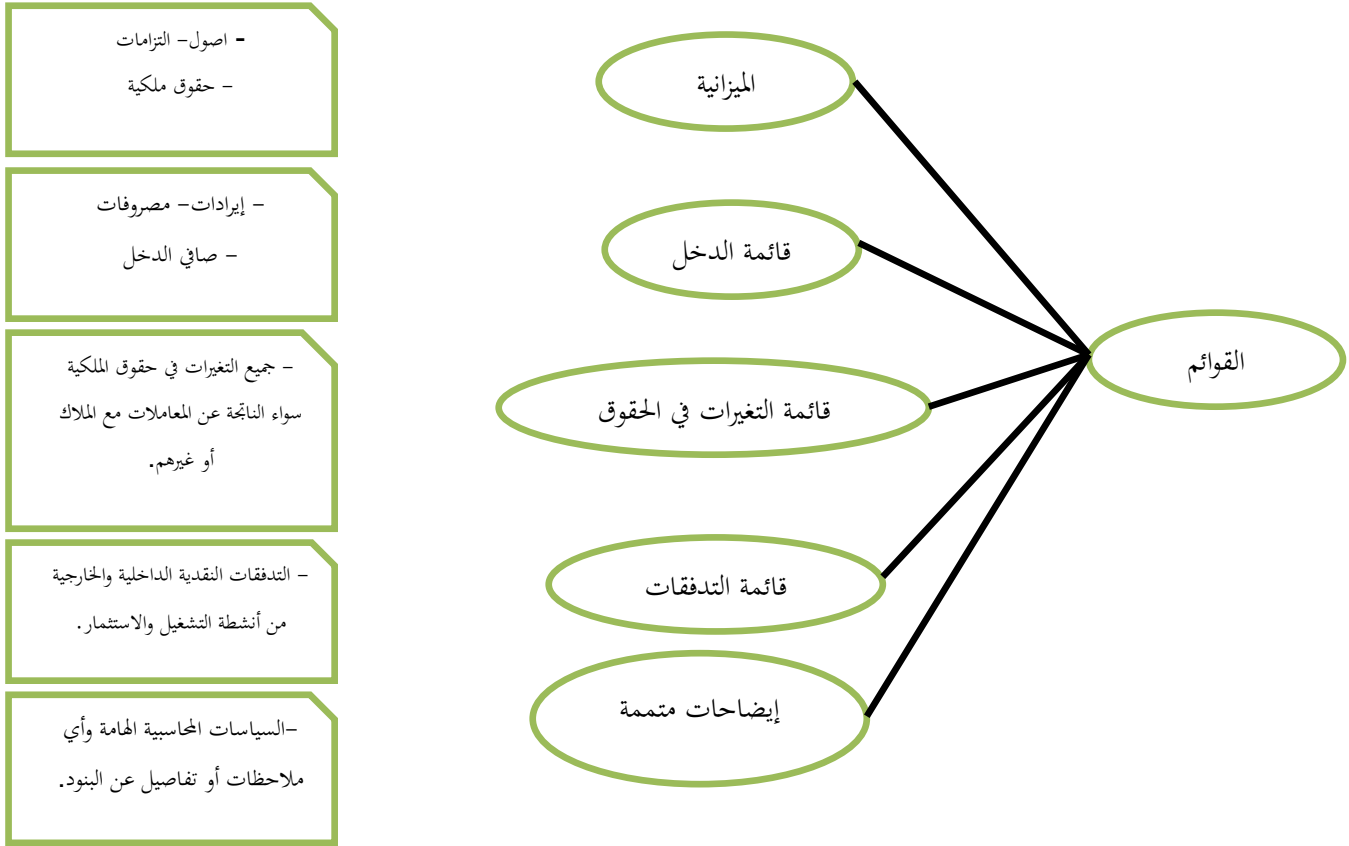 القوائم
الميزانية
- اصول- التزامات
- حقوق ملكية
قائمة الدخل
- إيرادات- مصروفات
- صافي الدخل
قائمة التغيرات في الحقوق
- جميع التغيرات في حقوق الملكية
سواء الناتجة عن المعاملات مع الملاك
أو غيرهم.
قائمة التدفقات
- التدفقات النقدية الداخلية والخارجية
من أنشطة التشغيل والاستثمار.
إيضاحات متممة
-السياسات المحاسبية الهامة وأي
ملاحظات أو تفاصيل عن البنود.